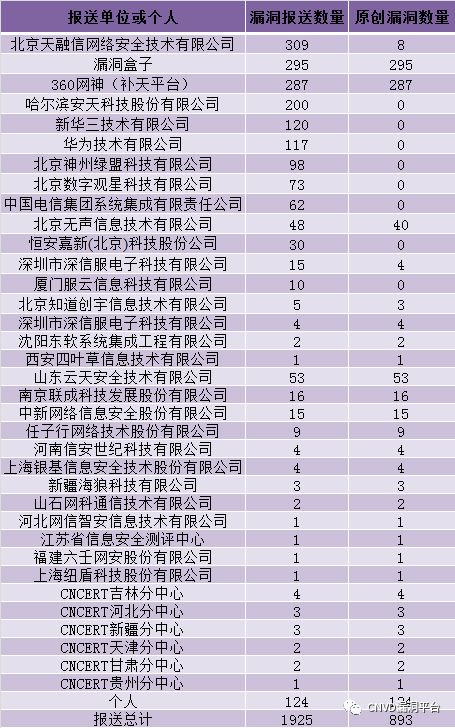 报送单位或个人 漏洞报送数量 原创漏洞数量
北京天融信网络安全技术有限公司 309 8
漏洞盒子 295 295
360网神（补天平台） 287 287
哈尔滨安天科技股份有限公司 200 0
新华三技术有限公司 120 0
华为技术有限公司 117 0
北京神州绿盟科技有限公司 98 0
北京数字观星科技有限公司 73 0
中国电信集团系统集成有限责任公司 62 0
北京无声信息技术有限公司 48 40
恒安嘉新(北京)科技股份公司 30 0
深圳市深信服电子科技有限公司 15 4
厦门服云信息科技有限公司 10 0
北京知道创宇信息技术有限公司 5 3
深圳市深信服电子科技有限公司 4 4
沈阳东软系统集成工程有限公司 2 2
西安四叶草信息技术有限公司 1 1
山东云天安全技术有限公司 53 53
南京联成科技发展股份有限公司 16 16
中新网络信息安全股份有限公司 15 15
任子行网络技术股份有限公司 9 9
河南信安世纪科技有限公司 4 4
上海银基信息安全技术股份有限公司 4 4
新疆海狼科技有限公司 3 3
山石网科通信技术有限公司 2 2
河北网信智安信息技术有限公司 1 1
江苏省信息安全测评中心 1 1
福建六壬网安股份有限公司 1 1
上海纽盾科技股份有限公司 1 1
CNCERT吉林分中心 4 4
CNCERT河北分中心 3 3
CNCERT新疆分中心 3 3
CNCERT天津分中心 2 2
CNCERT甘肃分中心 2 2
CNCERT贵州分中心 1 1
个人 124 124
报送总计 1925 893
CNVD漏洞平台